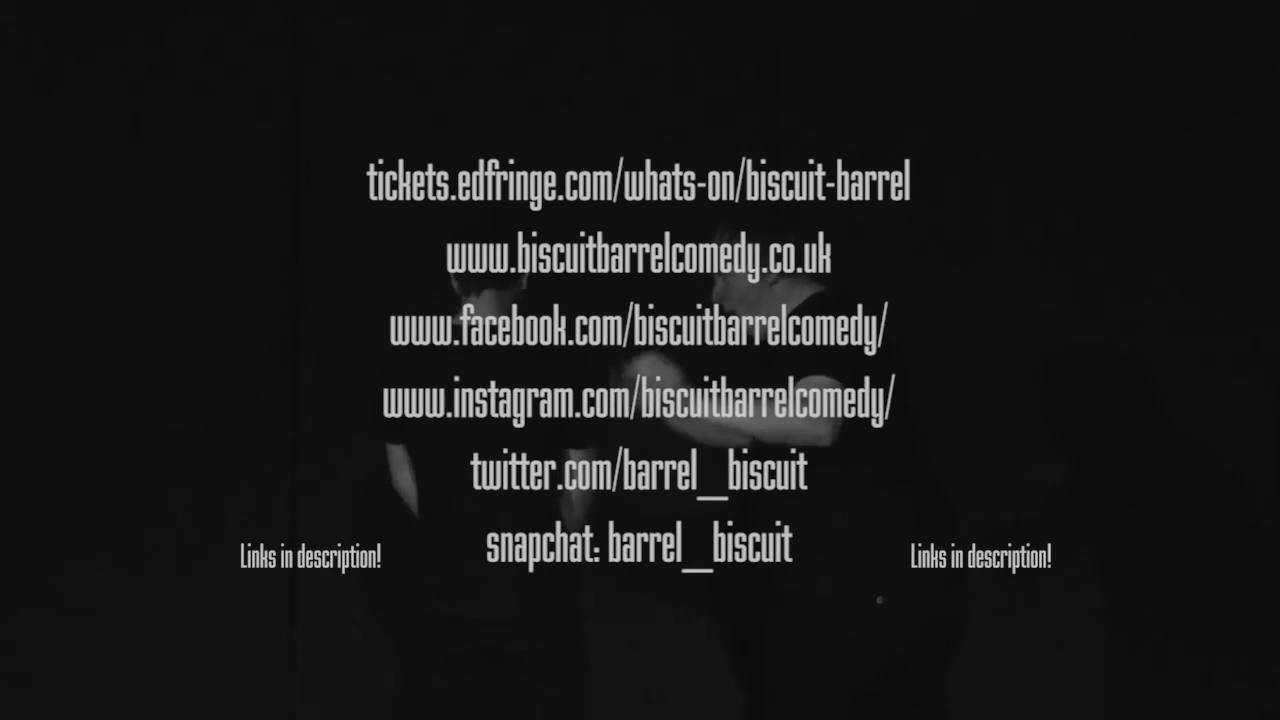 tickets.edfringe.com/whats-on/biscuit-barrel
www.biscuitbarrelcomedy.co.uk
www.facebook.com/biscuitbarrelcomedy/
www.instagram.com/biscuitbarrelcomedy/
twitter.com/barrel_biscuit
snapchat: barrel_biscuit
Links in description!
Links in description!